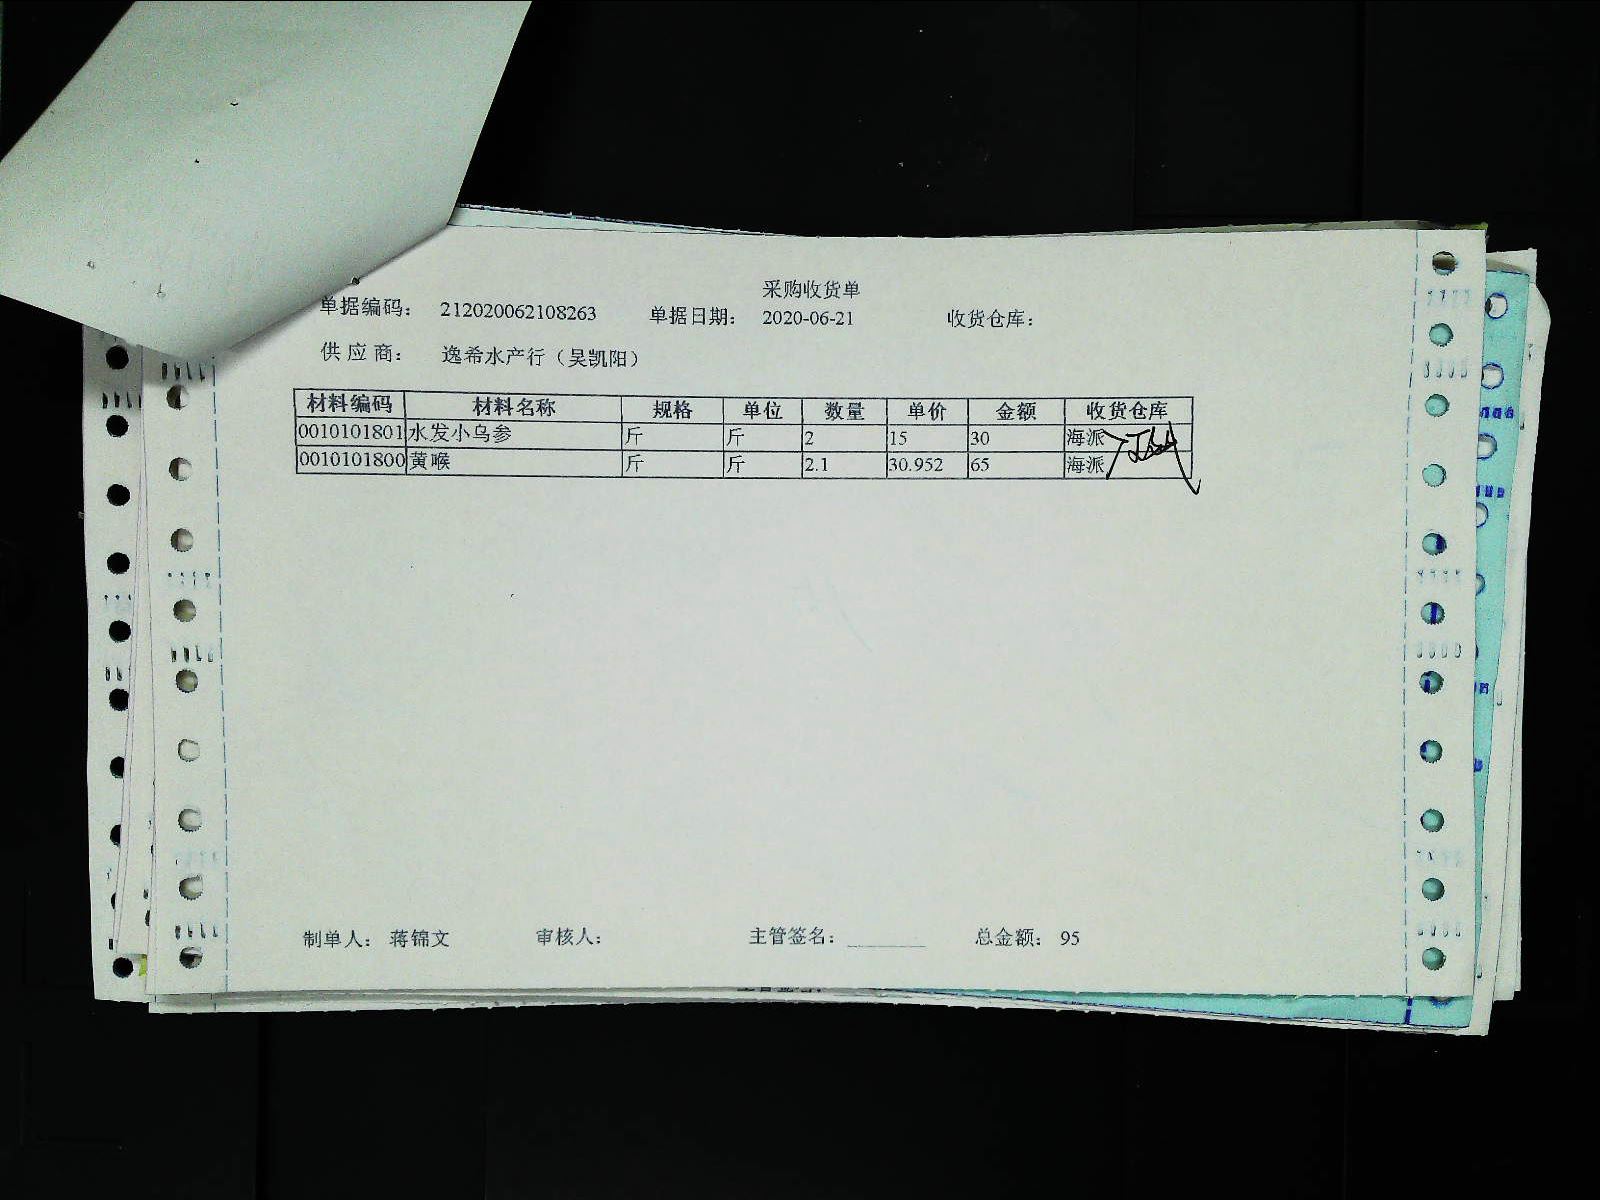 采购收货单
单据编码： 212020062108263 单据日期： 2020-06-21 收货仓库：
供应商： 逸希水产行（吴凯阳）
材料编码 材料名称 规格 单位 数量 单价 金额 收货仓库
0010101801 水发小乌参 斤 斤 2 15 30 海派
0010101800 黄喉 斤 斤 2.1 30.952 65 海派
制单人： 蒋锦文 审核人： 主管签名： 总金额： 95